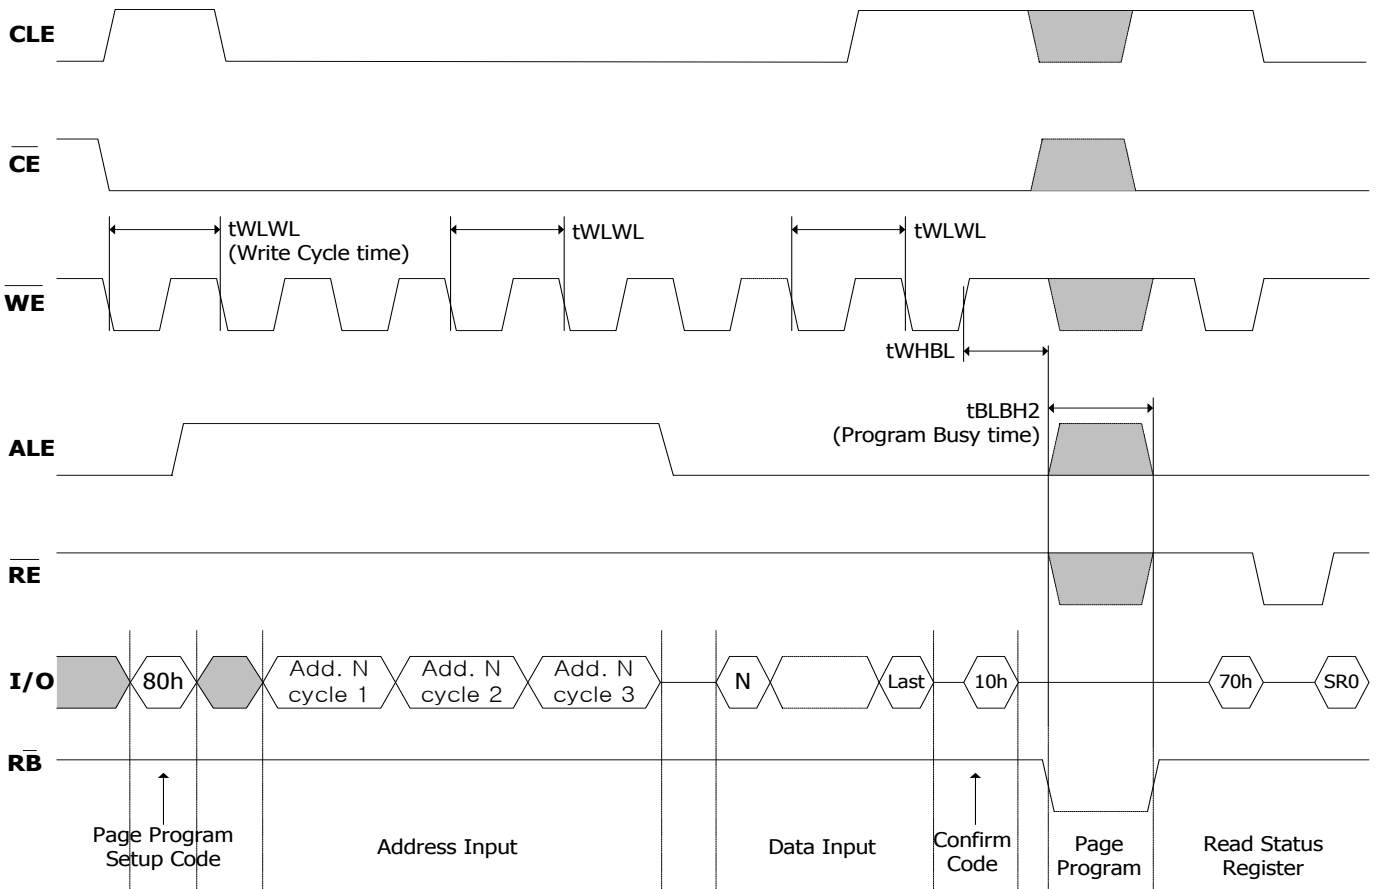 CLE
CE
tWLWL
(Write Cycle time)
tWLWL
tWLWL
WE
tWHBL
tBLBH2
(Program Busy time)
ALE
RE
I/O
80h
Add. N
cycle 1
Add. N
cycle 2
Add. N
cycle 3
N
Last
10h
70h
SR0
RB
Page Program
Setup Code
Address Input
Data Input
Confirm
Code
Page
Program
Read Status
Register